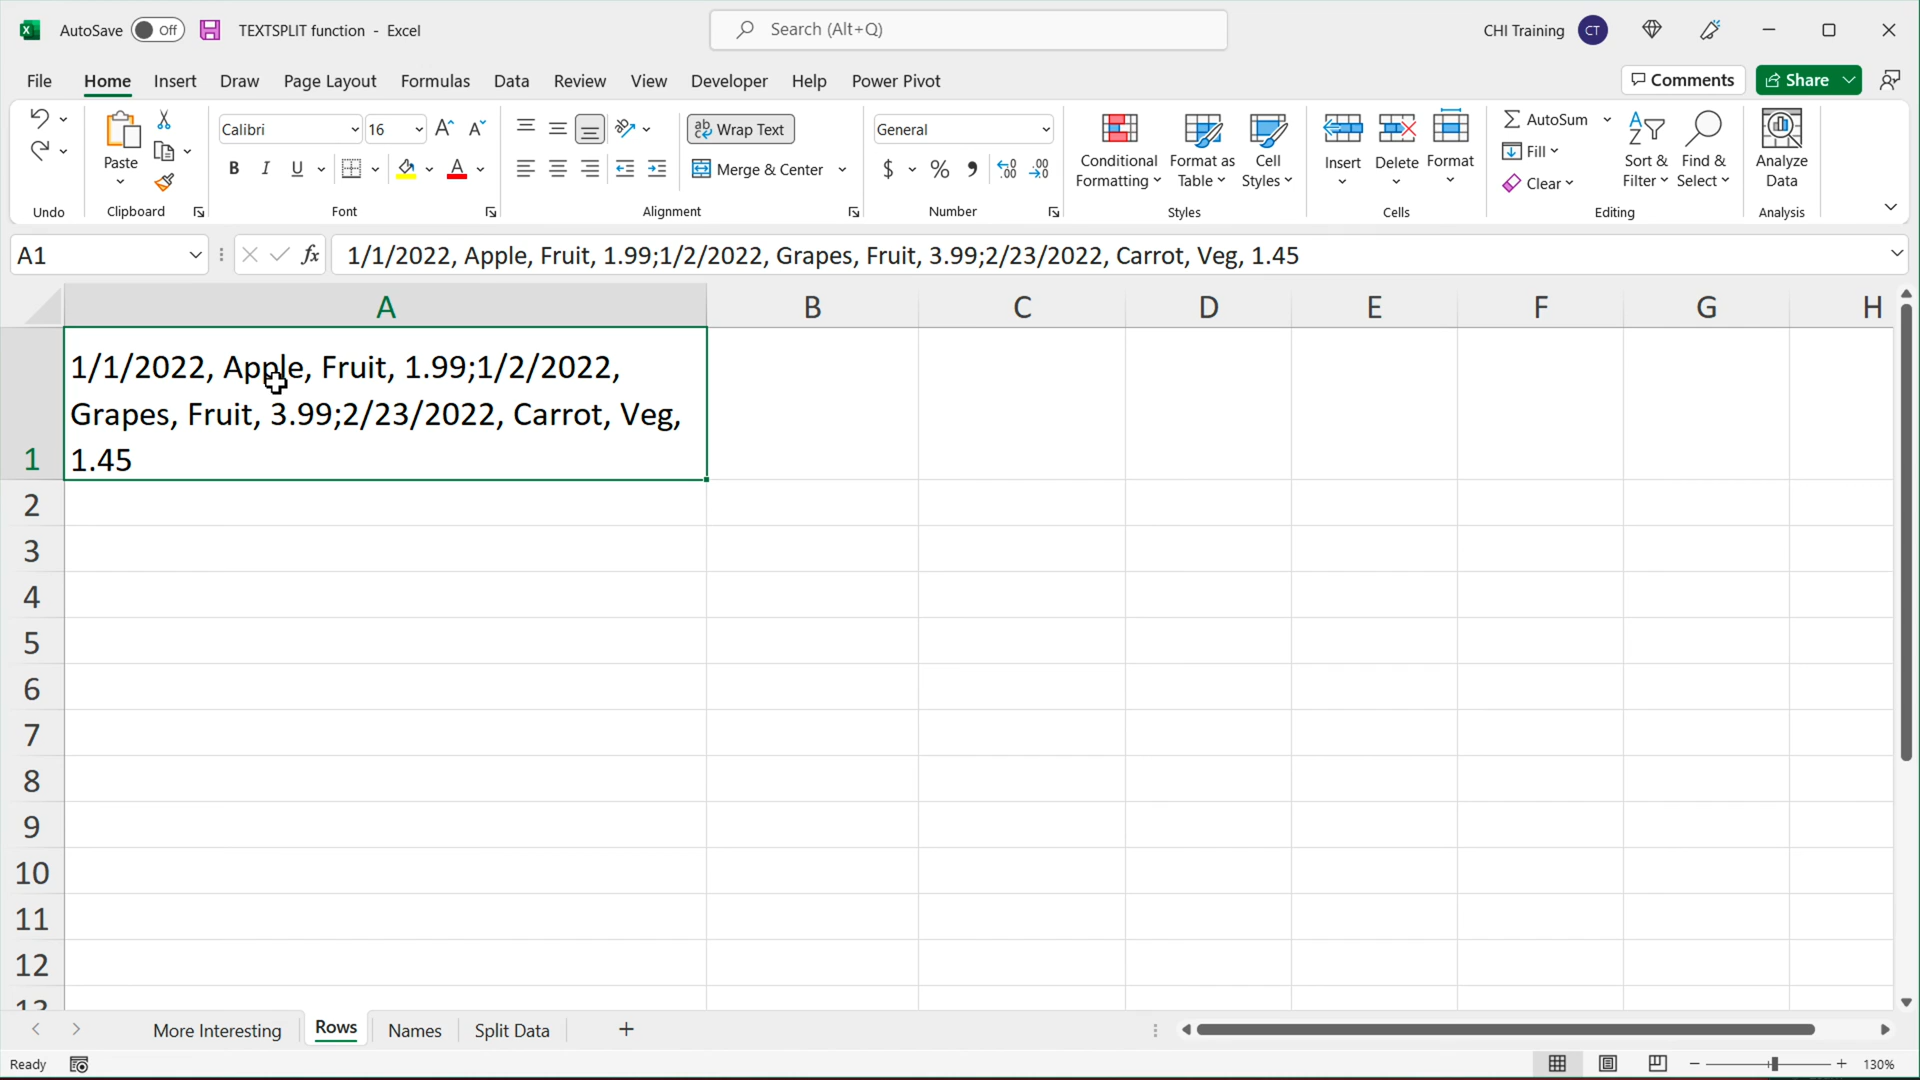 AutoSave Off TEXTSPLIT function - Excel Search (Alt+Q) CHI Training CT
File Home Insert Draw Page Layout Formulas Data Review View Developer Help Power Pivot Comments Share
Calibri 16 ab Wrap Text General AutoSum
Paste Conditional Formatting Format as Table Cell Styles Insert Delete Format Fill Sort & Filter Find & Select Analyze Data
B I U A Merge & Center $ % , Clear
Undo Clipboard Font Alignment Number Styles Cells Editing Analysis
A1 fx 1/1/2022, Apple, Fruit, 1.99;1/2/2022, Grapes, Fruit, 3.99;2/23/2022, Carrot, Veg, 1.45
A B C D E F G H
1/1/2022, Apple, Fruit, 1.99;1/2/2022,
Grapes, Fruit, 3.99;2/23/2022, Carrot, Veg,
1 1.45
2
3
4
5
6
7
8
9
10
11
12
13
More Interesting Rows Names Split Data +
Ready 130%